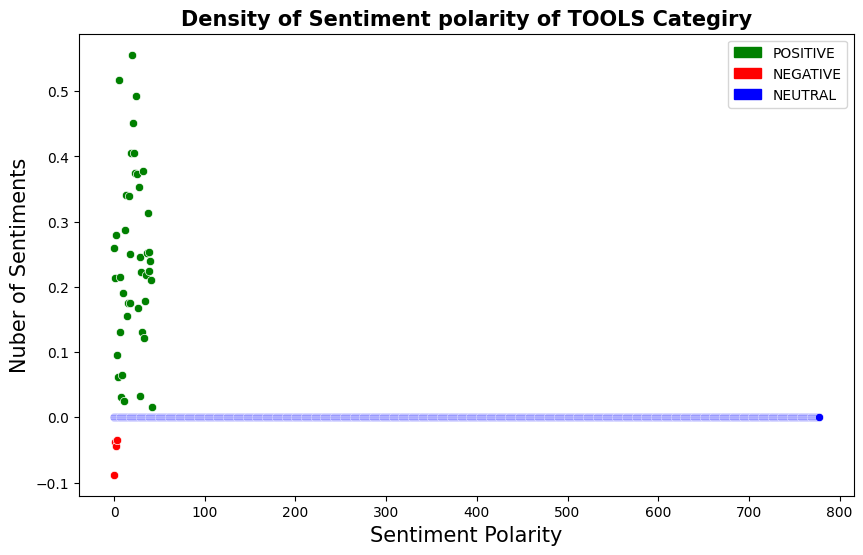 Density of Sentiment polarity of TOOLS Categiry
POSITIVE
NEGATIVE
NEUTRAL
Nuber of Sentiments
0.5
0.4
0.3
0.2
0.1
0.0
−0.1
0 100 200 300 400 500 600 700 800
Sentiment Polarity